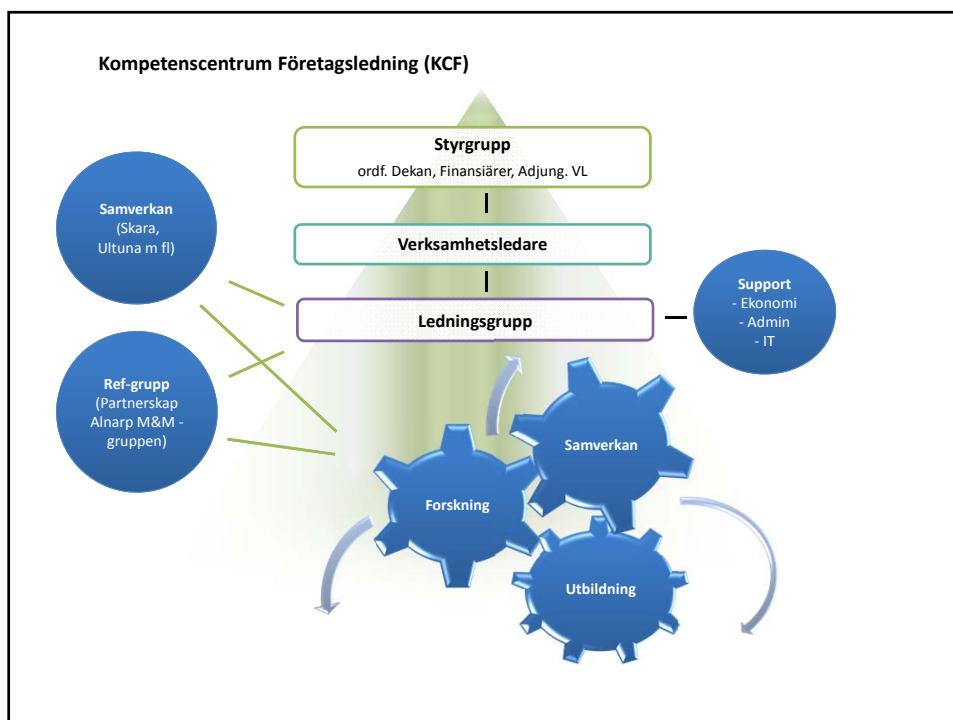 Kompetenscentrum Företagsledning (KCF)
Styrgrupp
ordf. Dekan, Finansiärer, Adjung. VL
Samverkan
(Skara,
Ultuna m fl)
Verksamhetsledare
Ledningsgrupp
Support
- Ekonomi
- Admin
- IT
Ref-grupp
(Partnerskap
Alnarp M&M -
gruppen)
Samverkan
Forskning
Utbildning